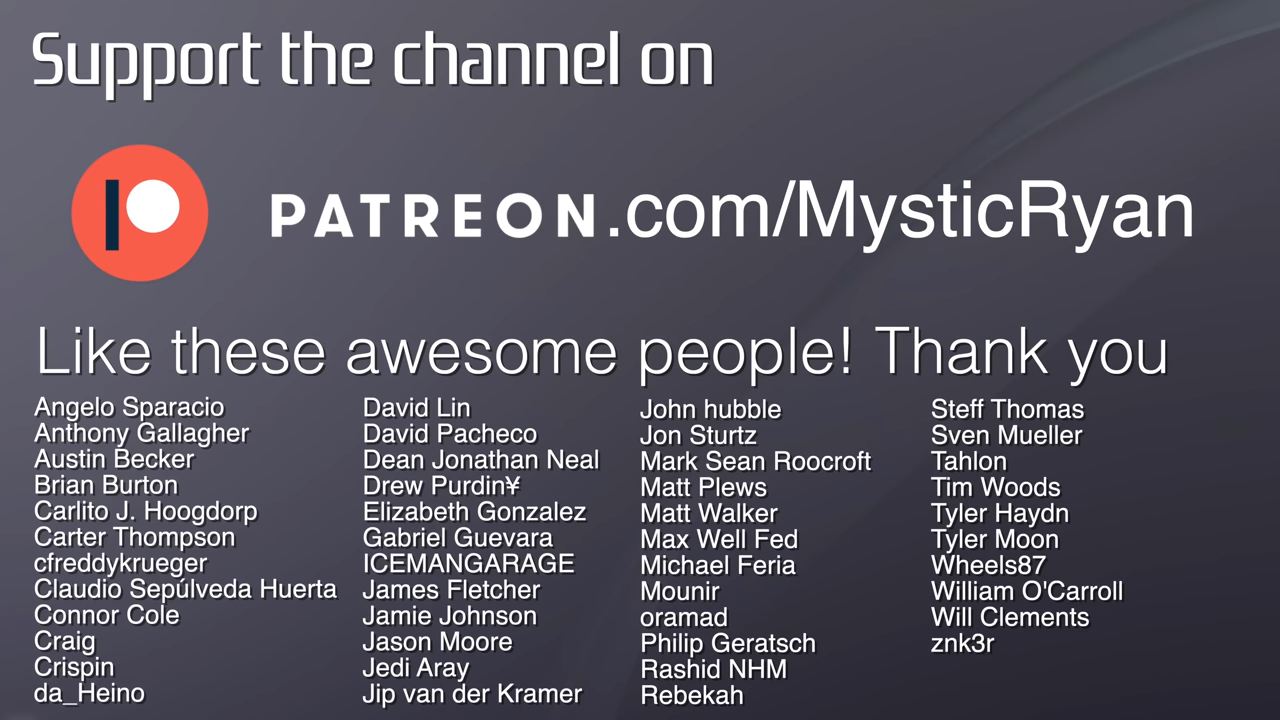 Support the channel on
PATREON.com/MysticRyan
Like these awesome people! Thank you
Angelo Sparacio
Anthony Gallagher
Austin Becker
Brian Burton
Carlito J. Hoogdorp
Carter Thompson
cfreddykrueger
Claudio Sepúlveda Huerta
Connor Cole
Craig
Crispin
da_Heino
David Lin
David Pacheco
Dean Jonathan Neal
Drew Purdin¥
Elizabeth Gonzalez
Gabriel Guevara
ICEMANGARAGE
James Fletcher
Jamie Johnson
Jason Moore
Jedi Aray
Jip van der Kramer
John hubble
Jon Sturtz
Mark Sean Roocroft
Matt Plews
Matt Walker
Max Well Fed
Michael Feria
Mounir
oramad
Philip Geratsch
Rashid NHM
Rebekah
Steff Thomas
Sven Mueller
Tahlon
Tim Woods
Tyler Haydn
Tyler Moon
Wheels87
William O'Carroll
Will Clements
znk3r